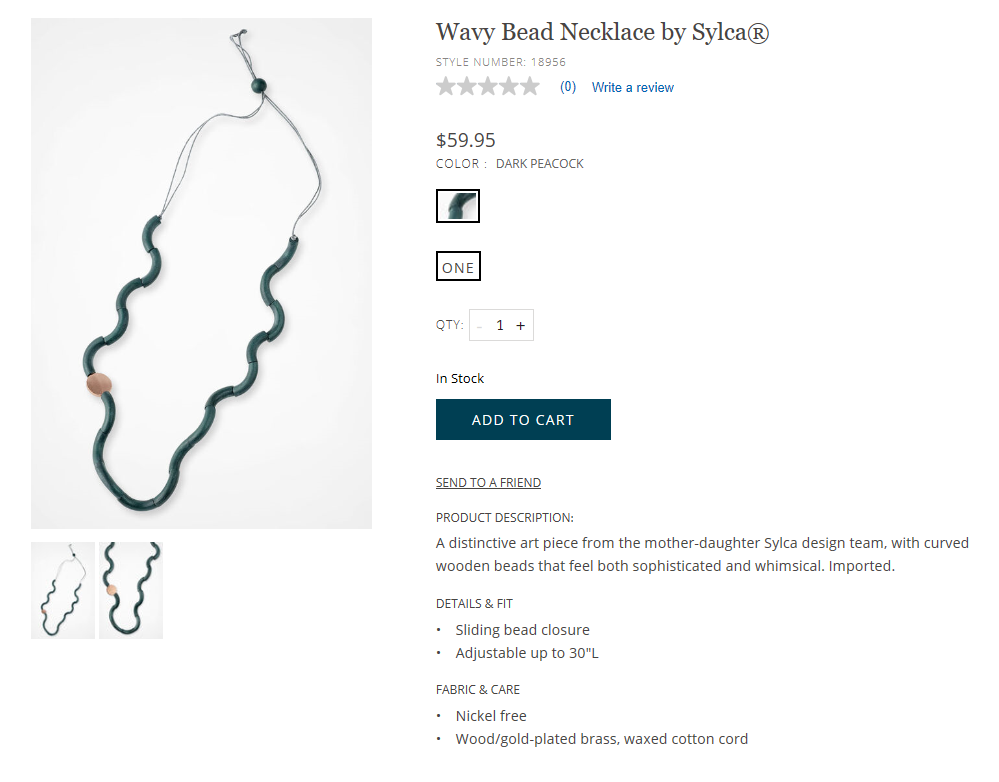 Wavy Bead Necklace by Sylca®
STYLE NUMBER: 18956
(0) Write a review
$59.95
COLOR : DARK PEACOCK
ONE
QTY: - 1 +
In Stock
ADD TO CART
SEND TO A FRIEND
PRODUCT DESCRIPTION:
A distinctive art piece from the mother-daughter Sylca design team, with curved
wooden beads that feel both sophisticated and whimsical. Imported.
DETAILS & FIT
• Sliding bead closure
• Adjustable up to 30"L
FABRIC & CARE
• Nickel free
• Wood/gold-plated brass, waxed cotton cord